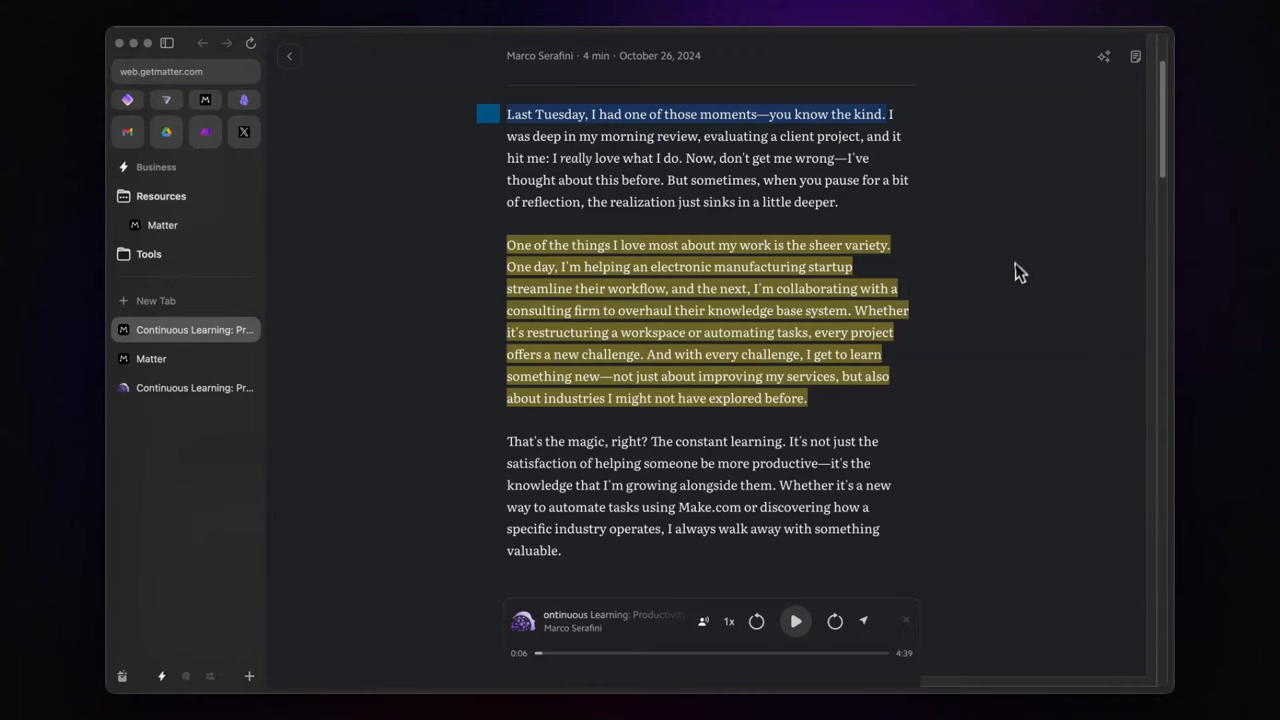 web.getmatter.com
Business
Resources
Matter
Tools
New Tab
Continuous Learning: Pr...
Matter
Continuous Learning: Pr...
Marco Serafini · 4 min · October 26, 2024
Last Tuesday, I had one of those moments—you know the kind. I
was deep in my morning review, evaluating a client project, and it
hit me: I really love what I do. Now, don't get me wrong—I've
thought about this before. But sometimes, when you pause for a bit
of reflection, the realization just sinks in a little deeper.
One of the things I love most about my work is the sheer variety.
One day, I'm helping an electronic manufacturing startup
streamline their workflow, and the next, I'm collaborating with a
consulting firm to overhaul their knowledge base system. Whether
it's restructuring a workspace or automating tasks, every project
offers a new challenge. And with every challenge, I get to learn
something new—not just about improving my services, but also
about industries I might not have explored before.
That's the magic, right? The constant learning. It's not just the
satisfaction of helping someone be more productive—it's the
knowledge that I'm growing alongside them. Whether it's a new
way to automate tasks using Make.com or discovering how a
specific industry operates, I always walk away with something
valuable.
ontinuous Learning: Productivity
Marco Serafini
1x
0:06
4:39